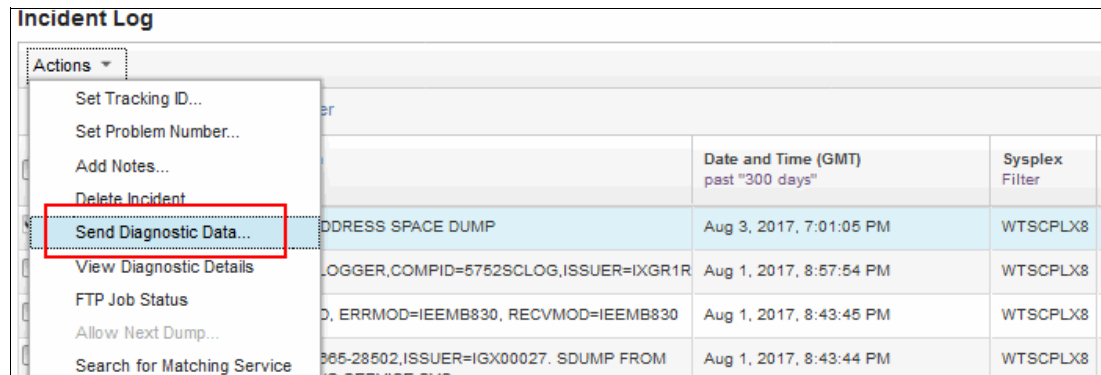 Incident Log
Actions
Set Tracking ID...
er
Set Problem Number...
Add Notes...
Date and Time (GMT)
past "300 days"
Sysplex
Filter
Delete Incident
Send Diagnostic Data...
DDRESS SPACE DUMP
Aug 3, 2017, 7:01:05 PM
WTSCPLX8
View Diagnostic Details
OGGER,COMPID=5752SCLOG,ISSUER=IXGR1R
Aug 1, 2017, 8:57:54 PM
WTSCPLX8
FTP Job Status
, ERRMOD=IEEMB830, RECVMOD=IEEMB830
Aug 1, 2017, 8:43:45 PM
WTSCPLX8
Allow Next Dump...
Search for Matching Service
65-28502,ISSUER=IGX00027. SDUMP FROM
Aug 1, 2017, 8:43:44 PM
WTSCPLX8